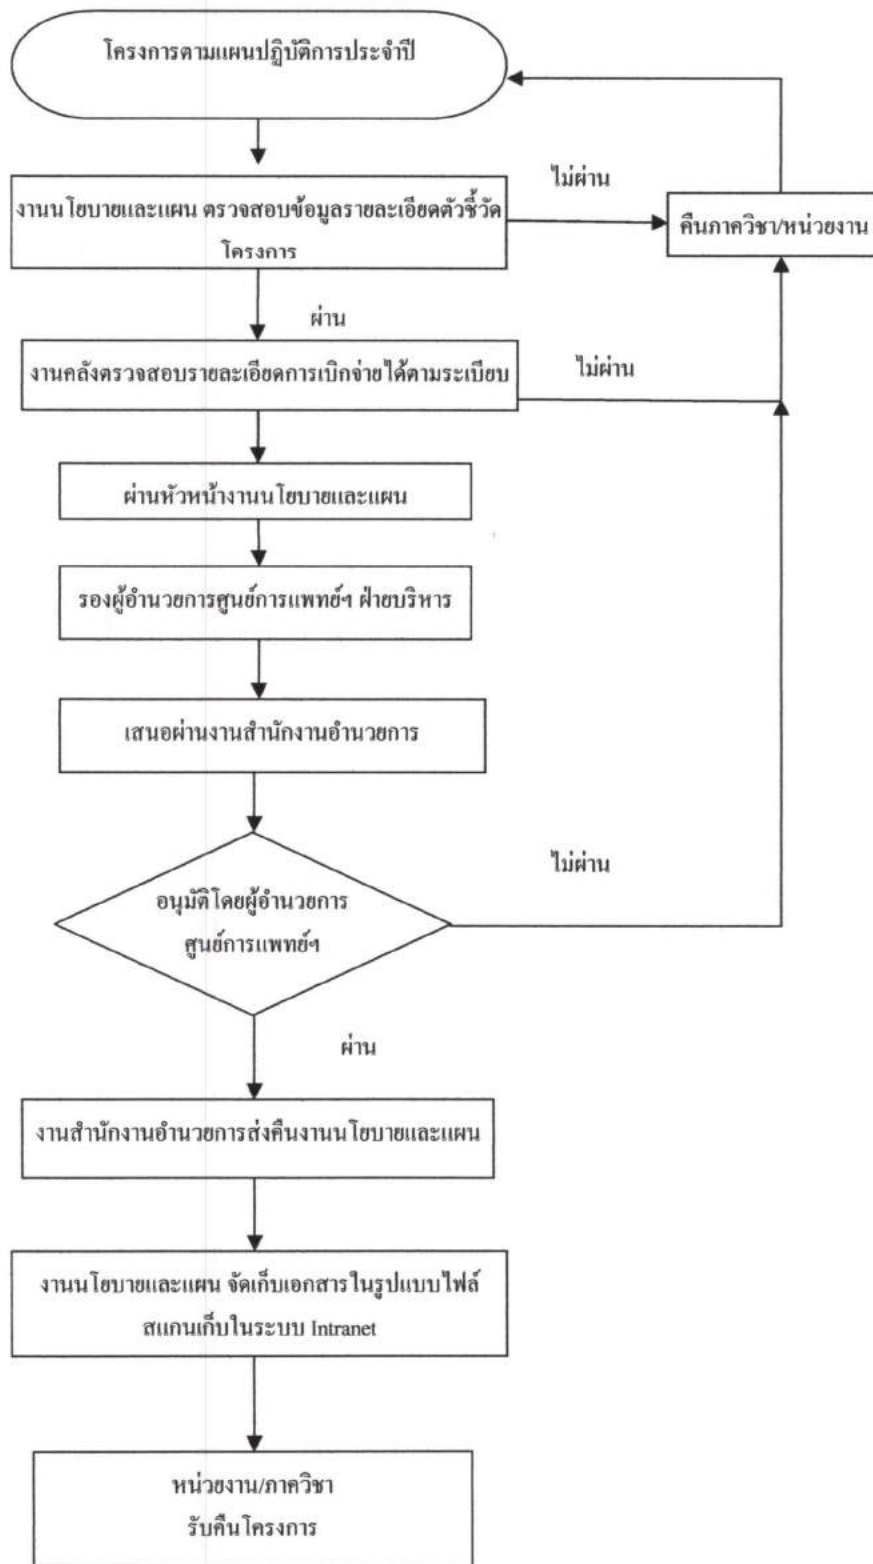 โครงการตามแผนปฏิบัติการประจำปี
ไม่ผ่าน
งานนโยบายและแผน ตรวจสอบข้อมูลรายละเอียดตัวชี้วัด
โครงการ
คืนภาควิชา/หน่วยงาน
ผ่าน
งานคลังตรวจสอบรายละเอียดการเบิกจ่ายได้ตามระเบียบ
ไม่ผ่าน
ผ่านหัวหน้างานนโยบายและแผน
รองผู้อำนวยการศูนย์การแพทย์ฯ ฝ่ายบริหาร
เสนอผ่านงานสำนักงานอำนวยการ
ไม่ผ่าน
อนุมัติโดยผู้อำนวยการ
ศูนย์การแพทย์ฯ
ผ่าน
งานสำนักงานอำนวยการส่งคืนงานนโยบายและแผน
งานนโยบายและแผน จัดเก็บเอกสารในรูปแบบไฟล์
สแกนเก็บในระบบ Intranet
หน่วยงาน/ภาควิชา
รับคืนโครงการ